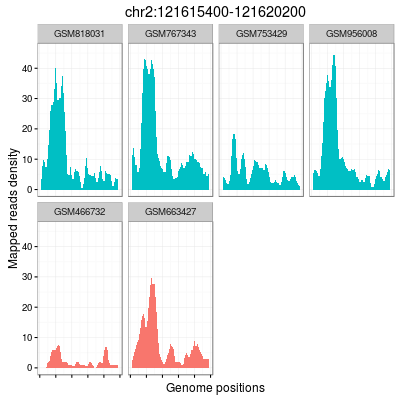 chr2:121615400-121620200
GSM818031 GSM767343 GSM753429 GSM956008
40
30
20
10
0
GSM466732 GSM663427
40
30
20
10
0
Mapped reads density
Genome positions